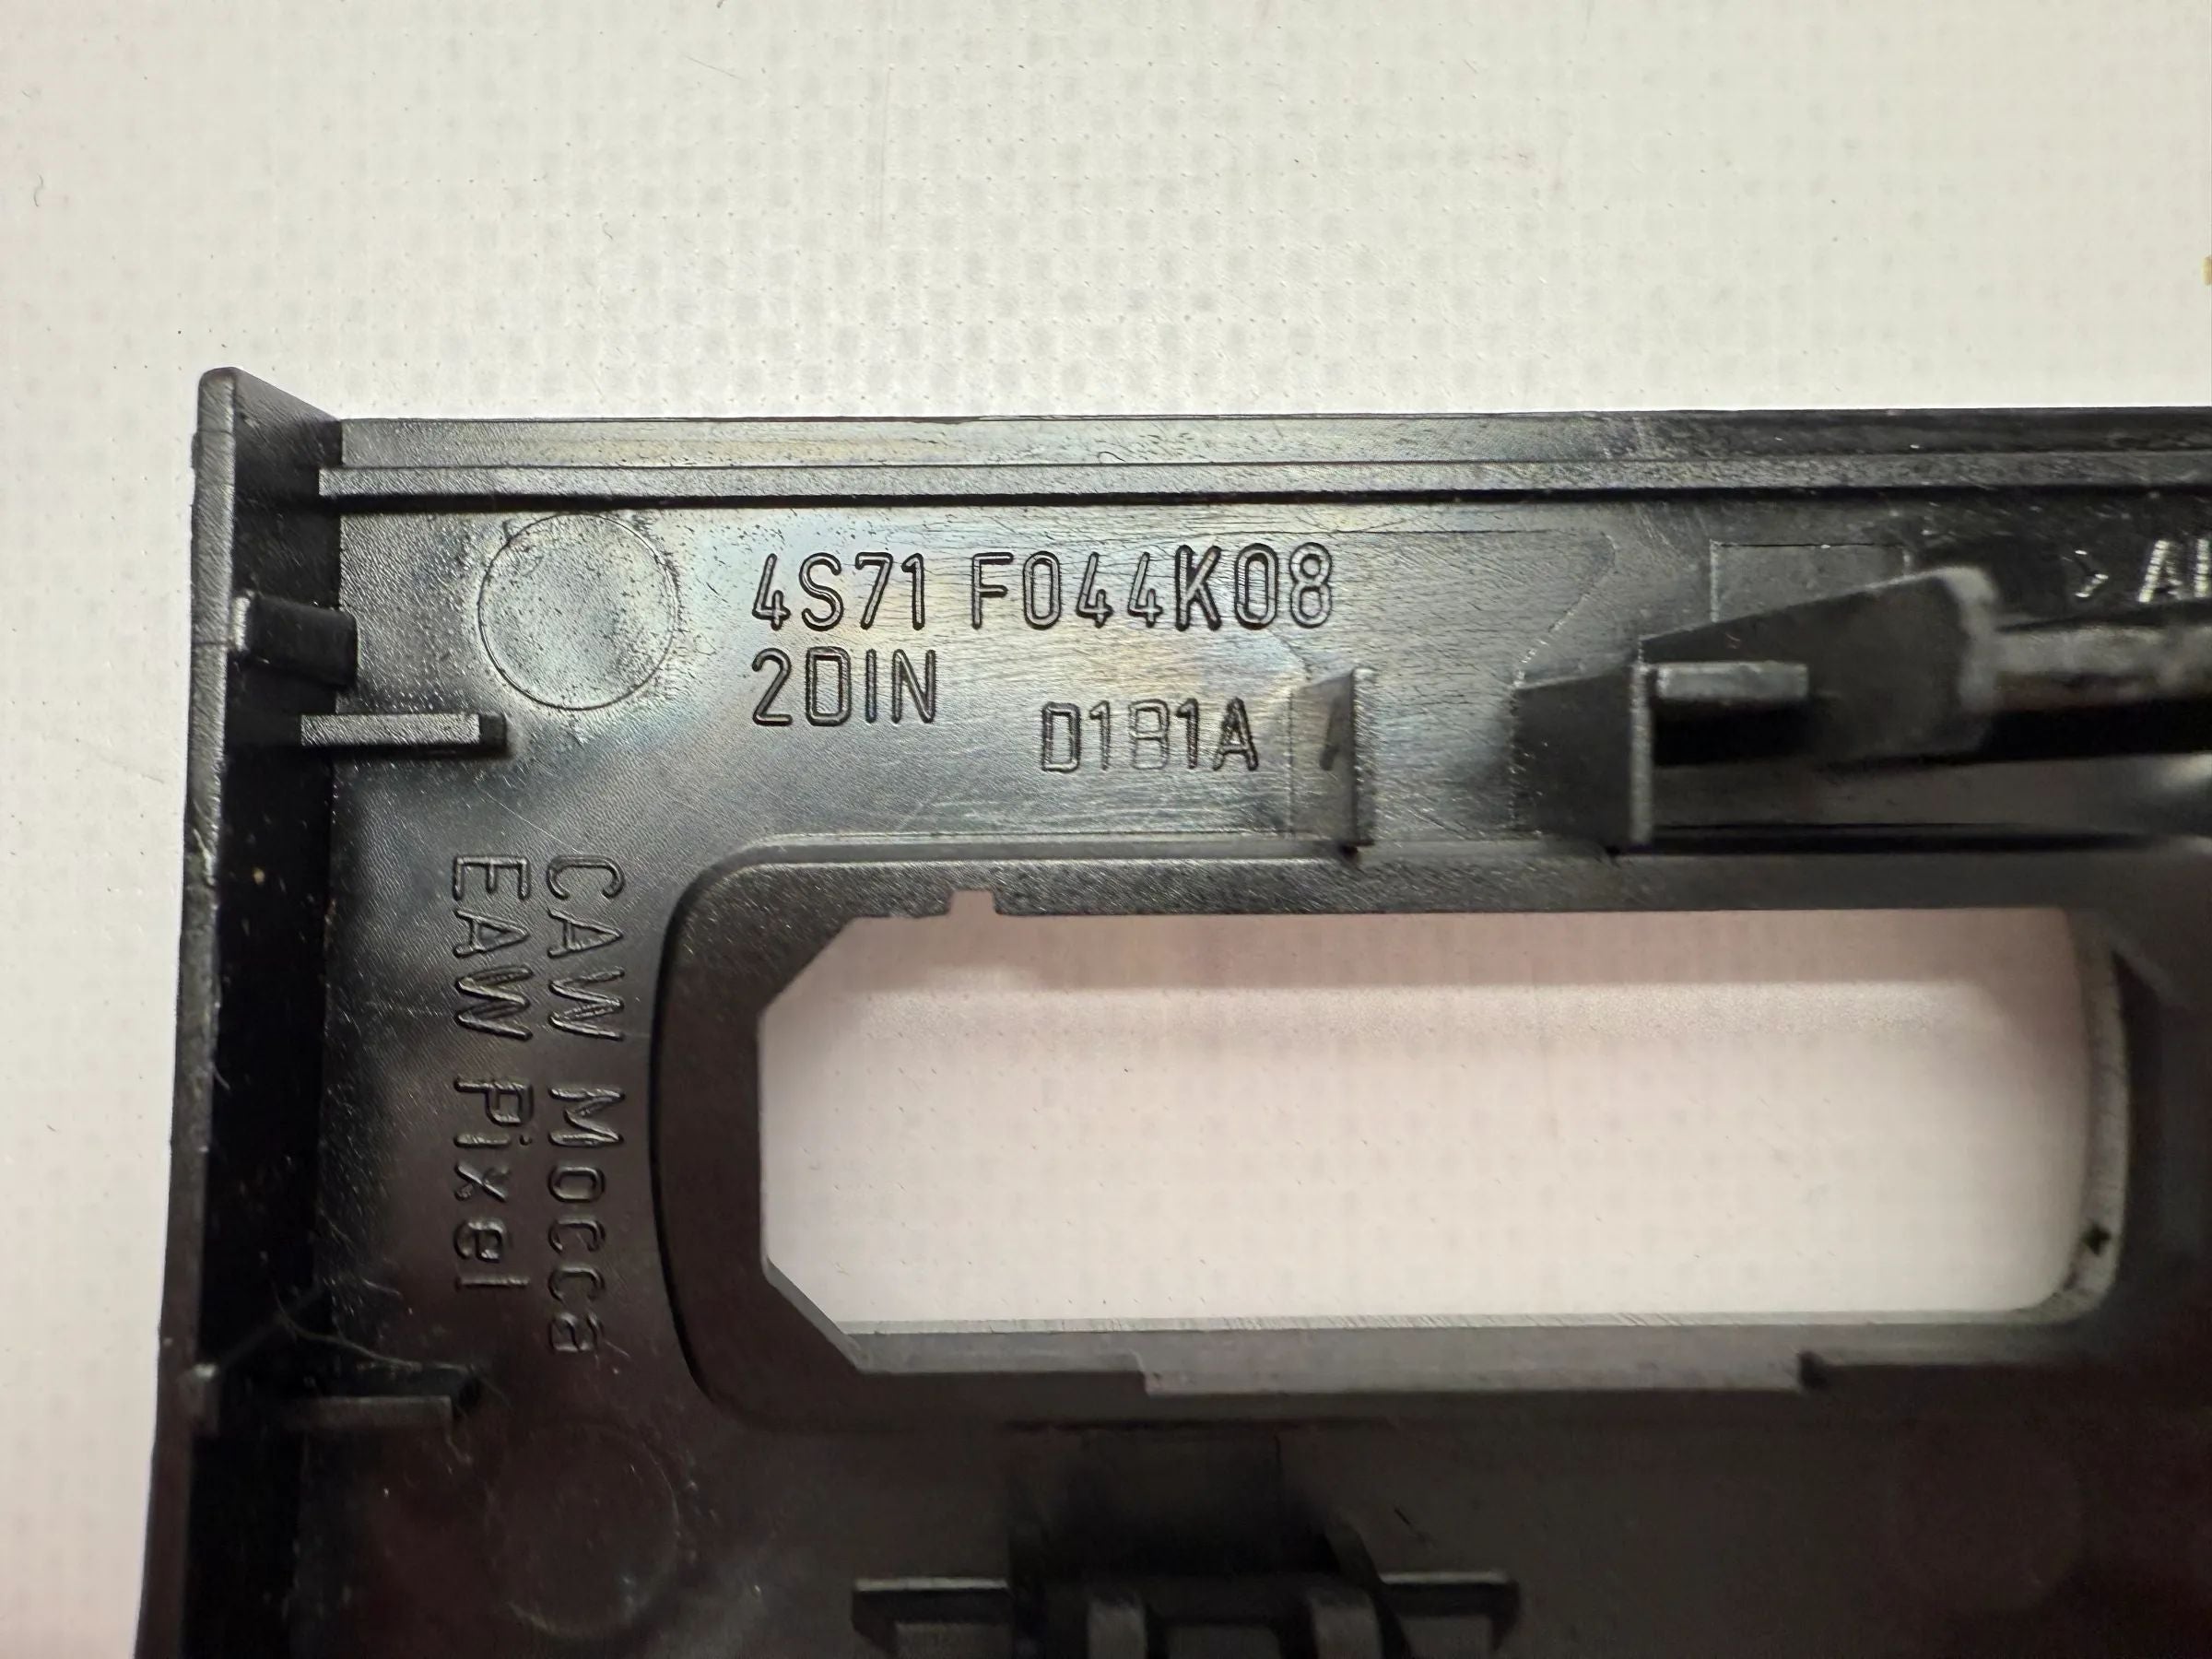 4S71 F044K08
2DIN
D1B1A
CAW Mocca
EAW Pixel